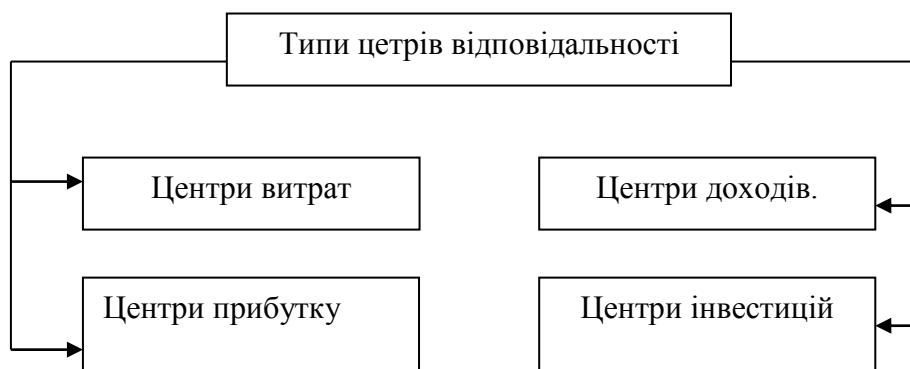 Типи цетрів відповідальності
Центри витрат
Центри доходів.
Центри прибутку
Центри інвестицій